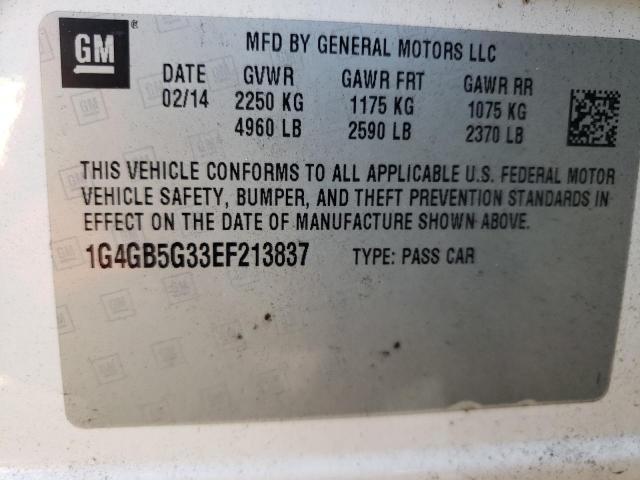 GM ® MFD BY GENERAL MOTORS LLC
DATE GVWR GAWR FRT GAWR RR
02/14 2250 KG 1175 KG 1075 KG
4960 LB 2590 LB 2370 LB
THIS VEHICLE CONFORMS TO ALL APPLICABLE U.S. FEDERAL MOTOR
VEHICLE SAFETY, BUMPER, AND THEFT PREVENTION STANDARDS IN
EFFECT ON THE DATE OF MANUFACTURE SHOWN ABOVE.
1G4GB5G33EF213837 TYPE: PASS CAR